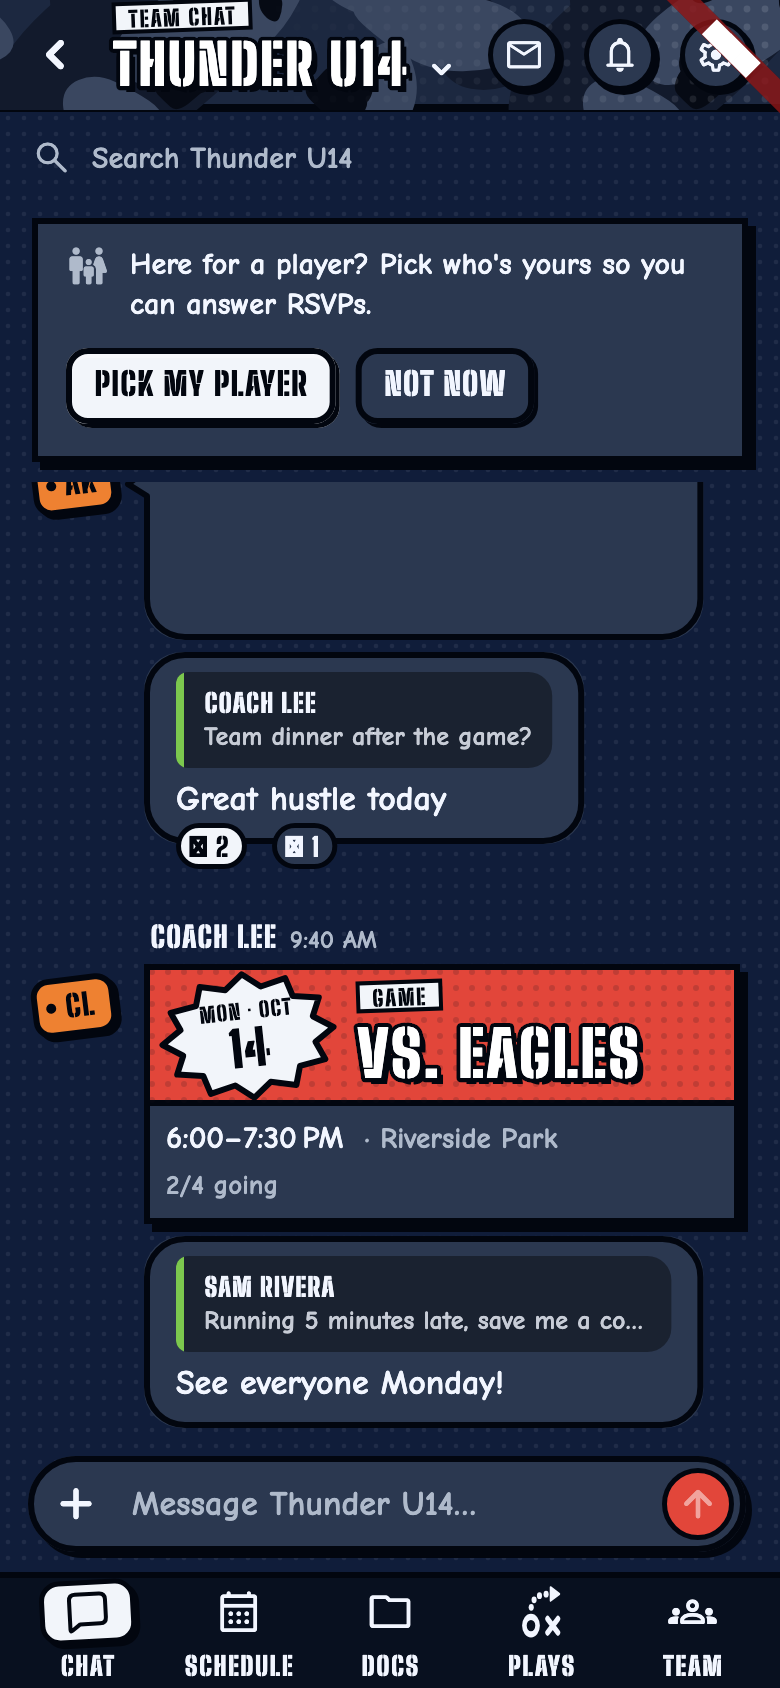 TEAM CHAT
THUNDER U14
Search Thunder U14
Here for a player? Pick who's yours so you
can answer RSVPs.
PICK MY PLAYER
NOT NOW
AK
COACH LEE
Team dinner after the game?
Great hustle today
2
1
COACH LEE 9:40 AM
CL
MON · OCT
14
GAME
VS. EAGLES
6:00–7:30 PM · Riverside Park
2/4 going
SAM RIVERA
Running 5 minutes late, save me a co...
See everyone Monday!
Message Thunder U14...
CHAT
SCHEDULE
DOCS
PLAYS
TEAM